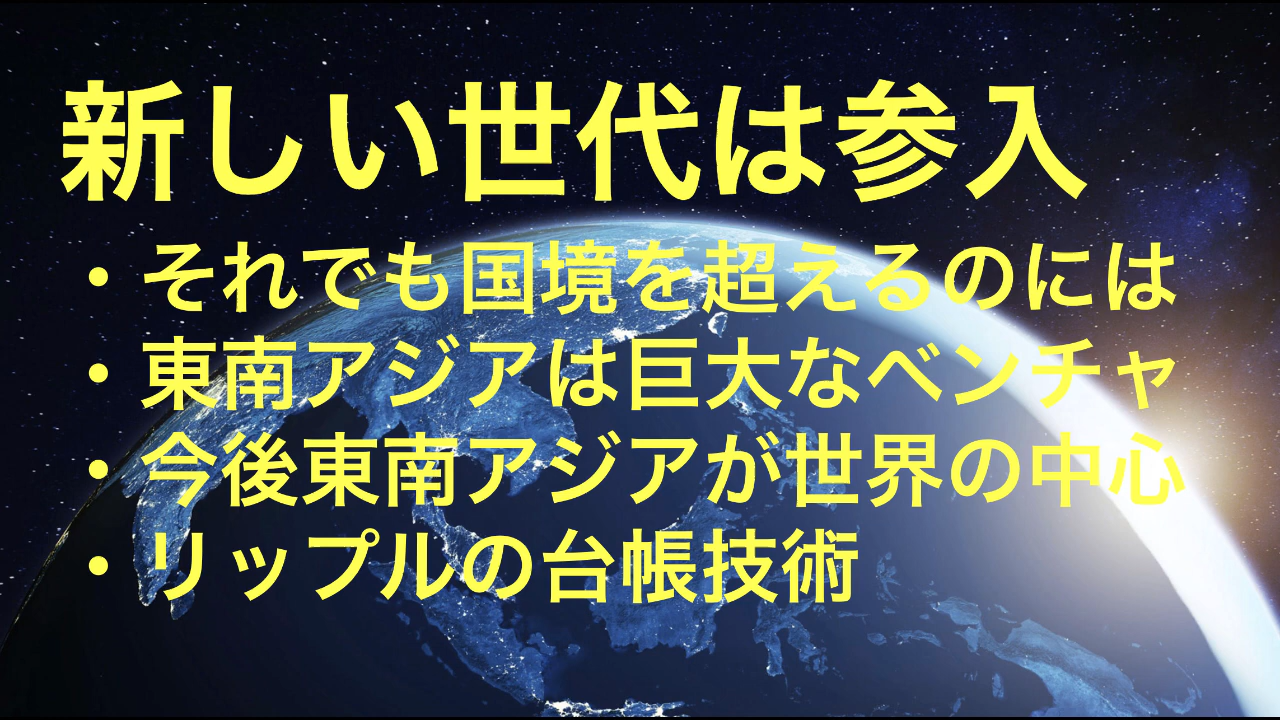 新しい世代は参入
・それでも国境を超えるのには
・東南アジアは巨大なベンチャ
・今後東南アジアが世界の中心
・リップルの台帳技術